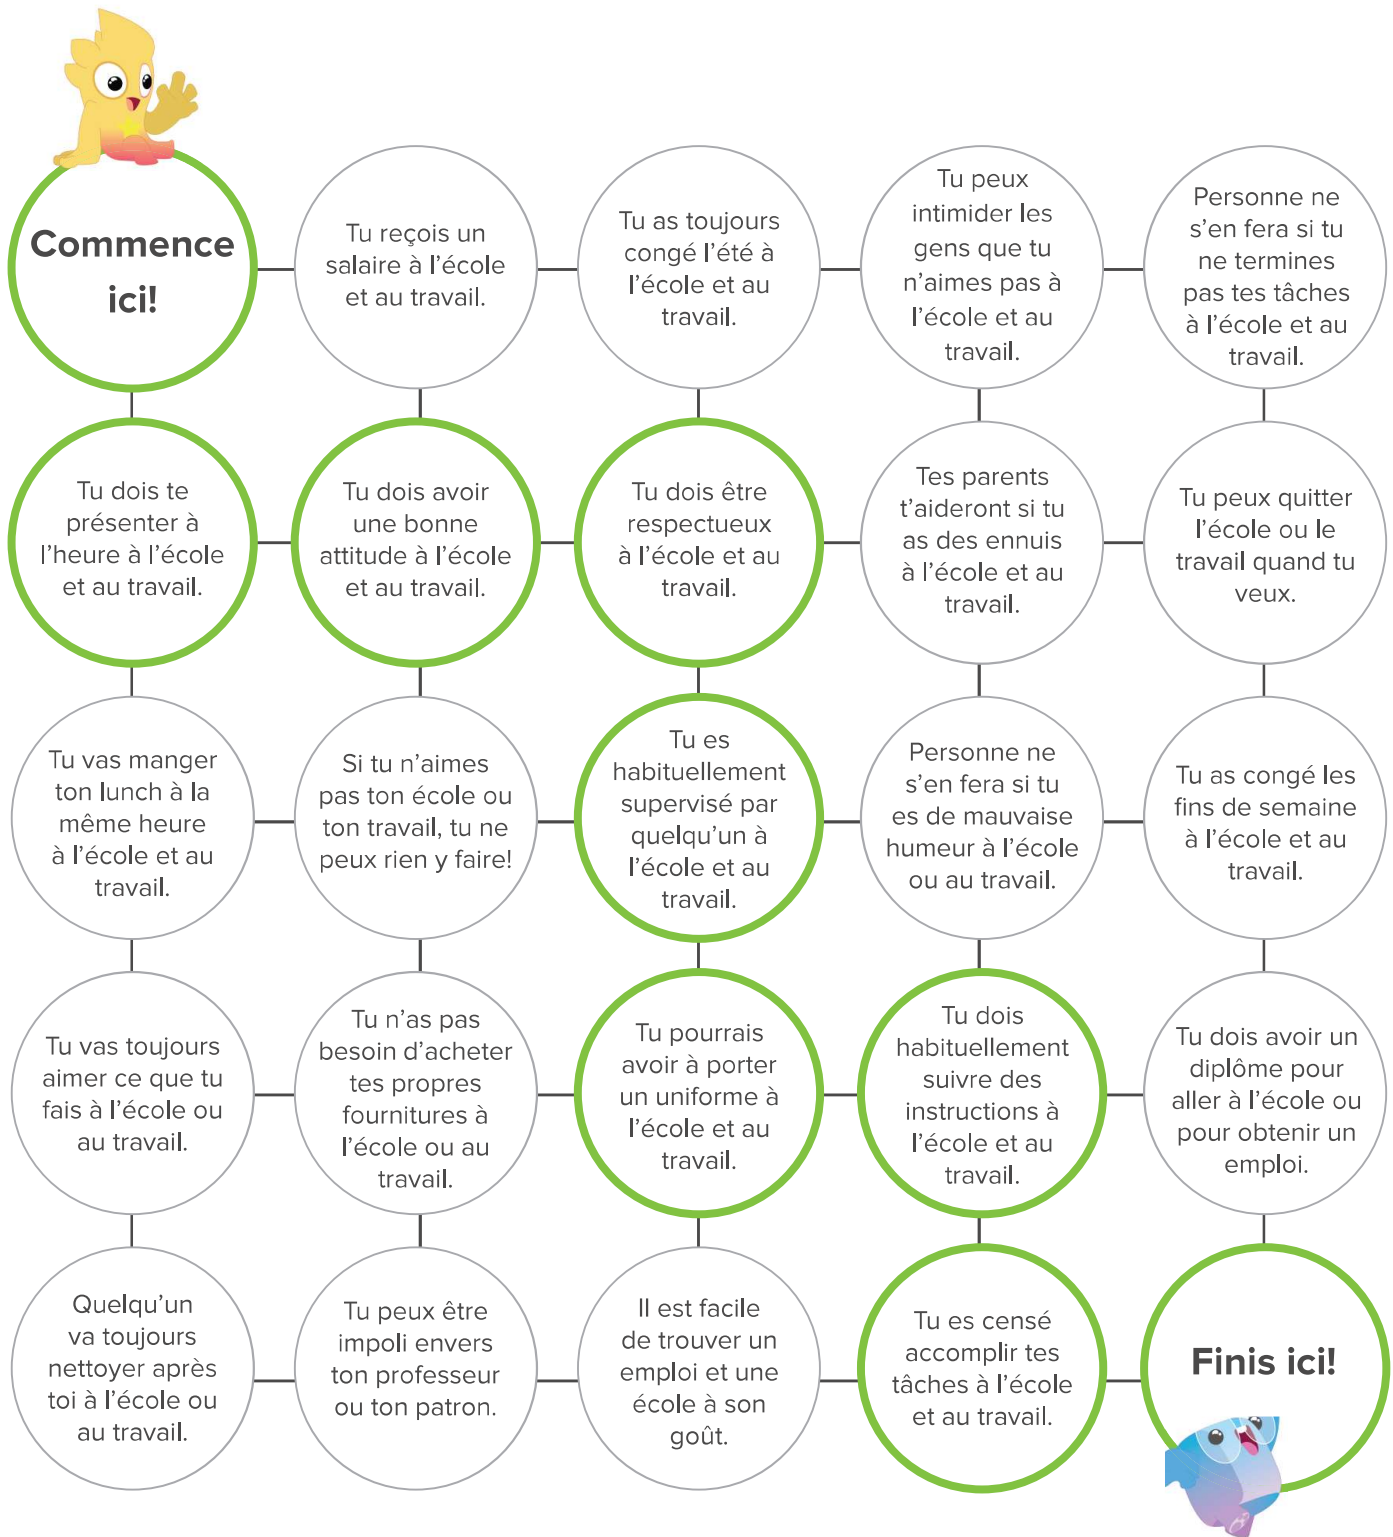 Commence
ici!
Tu reçois un
salaire à l'école
et au travail.
Tu as toujours
congé l'été à
l'école et au
travail.
Tu peux
intimider les
gens que tu
n'aimes pas à
l'école et au
travail.
Personne ne
s'en fera si tu
ne termines
pas tes tâches
à l'école et au
travail.
Tu dois te
présenter à
l'heure à l'école
et au travail.
Tu dois avoir
une bonne
attitude à l'école
et au travail.
Tu dois être
respectueux
à l'école et au
travail.
Tes parents
t'aideront si tu
as des ennuis
à l'école et au
travail.
Tu peux quitter
l'école ou le
travail quand tu
veux.
Tu vas manger
ton lunch à la
même heure
à l'école et au
travail.
Si tu n'aimes
pas ton école ou
ton travail, tu ne
peux rien y faire!
Tu es
habituellement
supervisé par
quelqu'un à
l'école et au
travail.
Personne ne
s'en fera si tu
es de mauvaise
humeur à l'école
ou au travail.
Tu as congé les
fins de semaine
à l'école et au
travail.
Tu vas toujours
aimer ce que tu
fais à l'école ou
au travail.
Tu n'as pas
besoin d'acheter
tes propres
fournitures à
l'école ou au
travail.
Tu pourrais
avoir à porter
un uniforme à
l'école et au
travail.
Tu dois
habituellement
suivre des
instructions à
l'école et au
travail.
Tu dois avoir un
diplôme pour
aller à l'école ou
pour obtenir un
emploi.
Quelqu'un
va toujours
nettoyer après
toi à l'école ou
au travail.
Tu peux être
impoli envers
ton professeur
ou ton patron.
Il est facile
de trouver un
emploi et une
école à son
goût.
Tu es censé
accomplir tes
tâches à l'école
et au travail.
Finis ici!